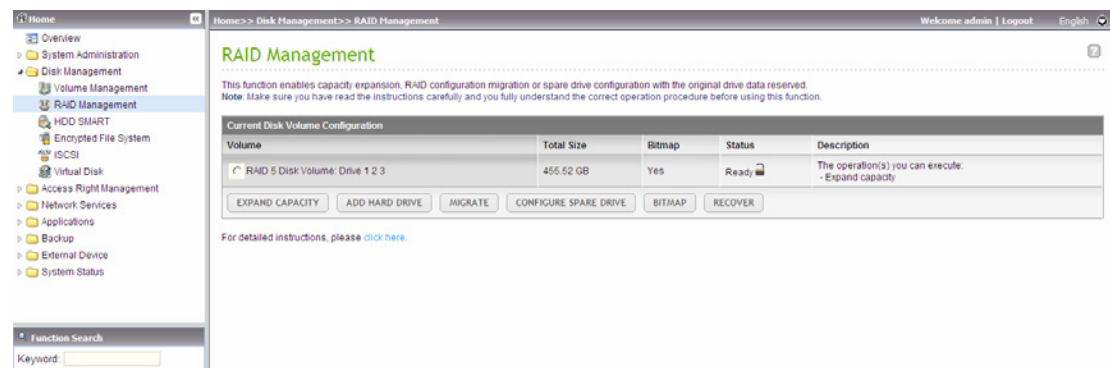 Home
Home>> Disk Management>> RAID Management
Welcome admin | Logout
English
Overview
System Administration
Disk Management
Volume Management
RAID Management
HDD SMART
Encrypted File System
iSCSI
Virtual Disk
Access Right Management
Network Services
Applications
Backup
External Device
System Status
Function Search
Keyword:
RAID Management
This function enables capacity expansion, RAID configuration migration or spare drive configuration with the original drive data reserved.
Note: Make sure you have read the instructions carefully and you fully understand the correct operation procedure before using this function.
Current Disk Volume Configuration
Volume Total Size Bitmap Status Description
RAID 5 Disk Volume: Drive 1 2 3 455.52 GB Yes Ready The operation(s) you can execute:
- Expand capacity
EXPAND CAPACITY ADD HARD DRIVE MIGRATE CONFIGURE SPARE DRIVE BITMAP RECOVER
For detailed instructions, please click here.